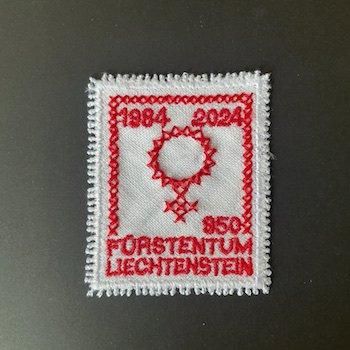 1984 2024
850
FÜRSTENTUM
LIECHTENSTEIN